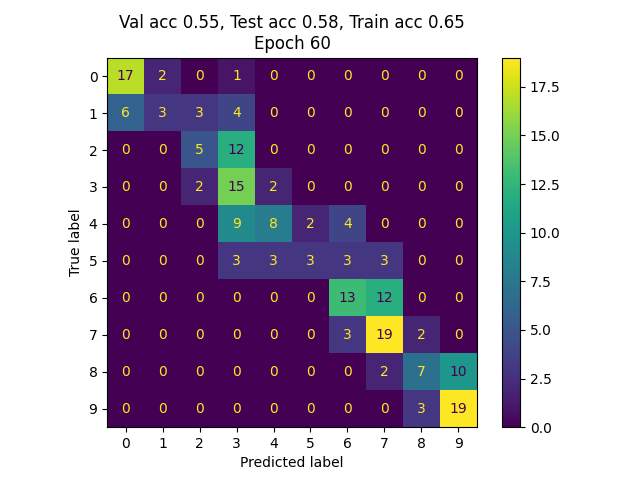 Val acc 0.55, Test acc 0.58, Train acc 0.65
Epoch 60
0 17 2 0 1 0 0 0 0 0 0
1 6 3 3 4 0 0 0 0 0 0
2 0 0 5 12 0 0 0 0 0 0
3 0 0 2 15 2 0 0 0 0 0
4 0 0 0 9 8 2 4 0 0 0
5 0 0 0 3 3 3 3 3 0 0
6 0 0 0 0 0 0 13 12 0 0
7 0 0 0 0 0 0 3 19 2 0
8 0 0 0 0 0 0 0 2 7 10
9 0 0 0 0 0 0 0 0 3 19
0 1 2 3 4 5 6 7 8 9
Predicted label
True label
17.5
15.0
12.5
10.0
7.5
5.0
2.5
0.0